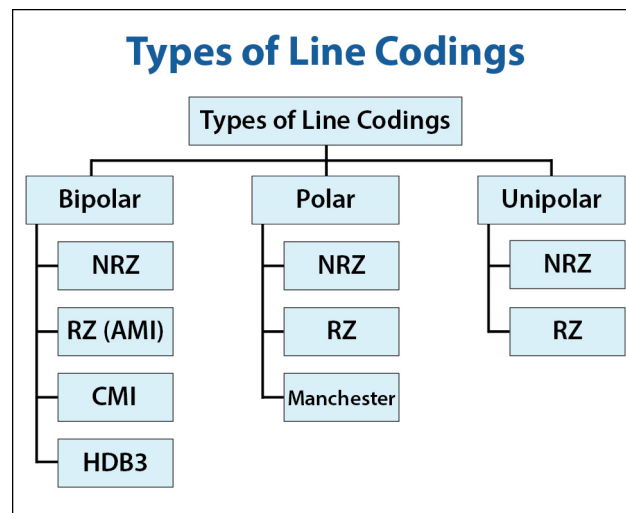 Types of Line Codings
Types of Line Codings
Bipolar
NRZ
RZ (AMI)
CMI
HDB3
Polar
NRZ
RZ
Manchester
Unipolar
NRZ
RZ